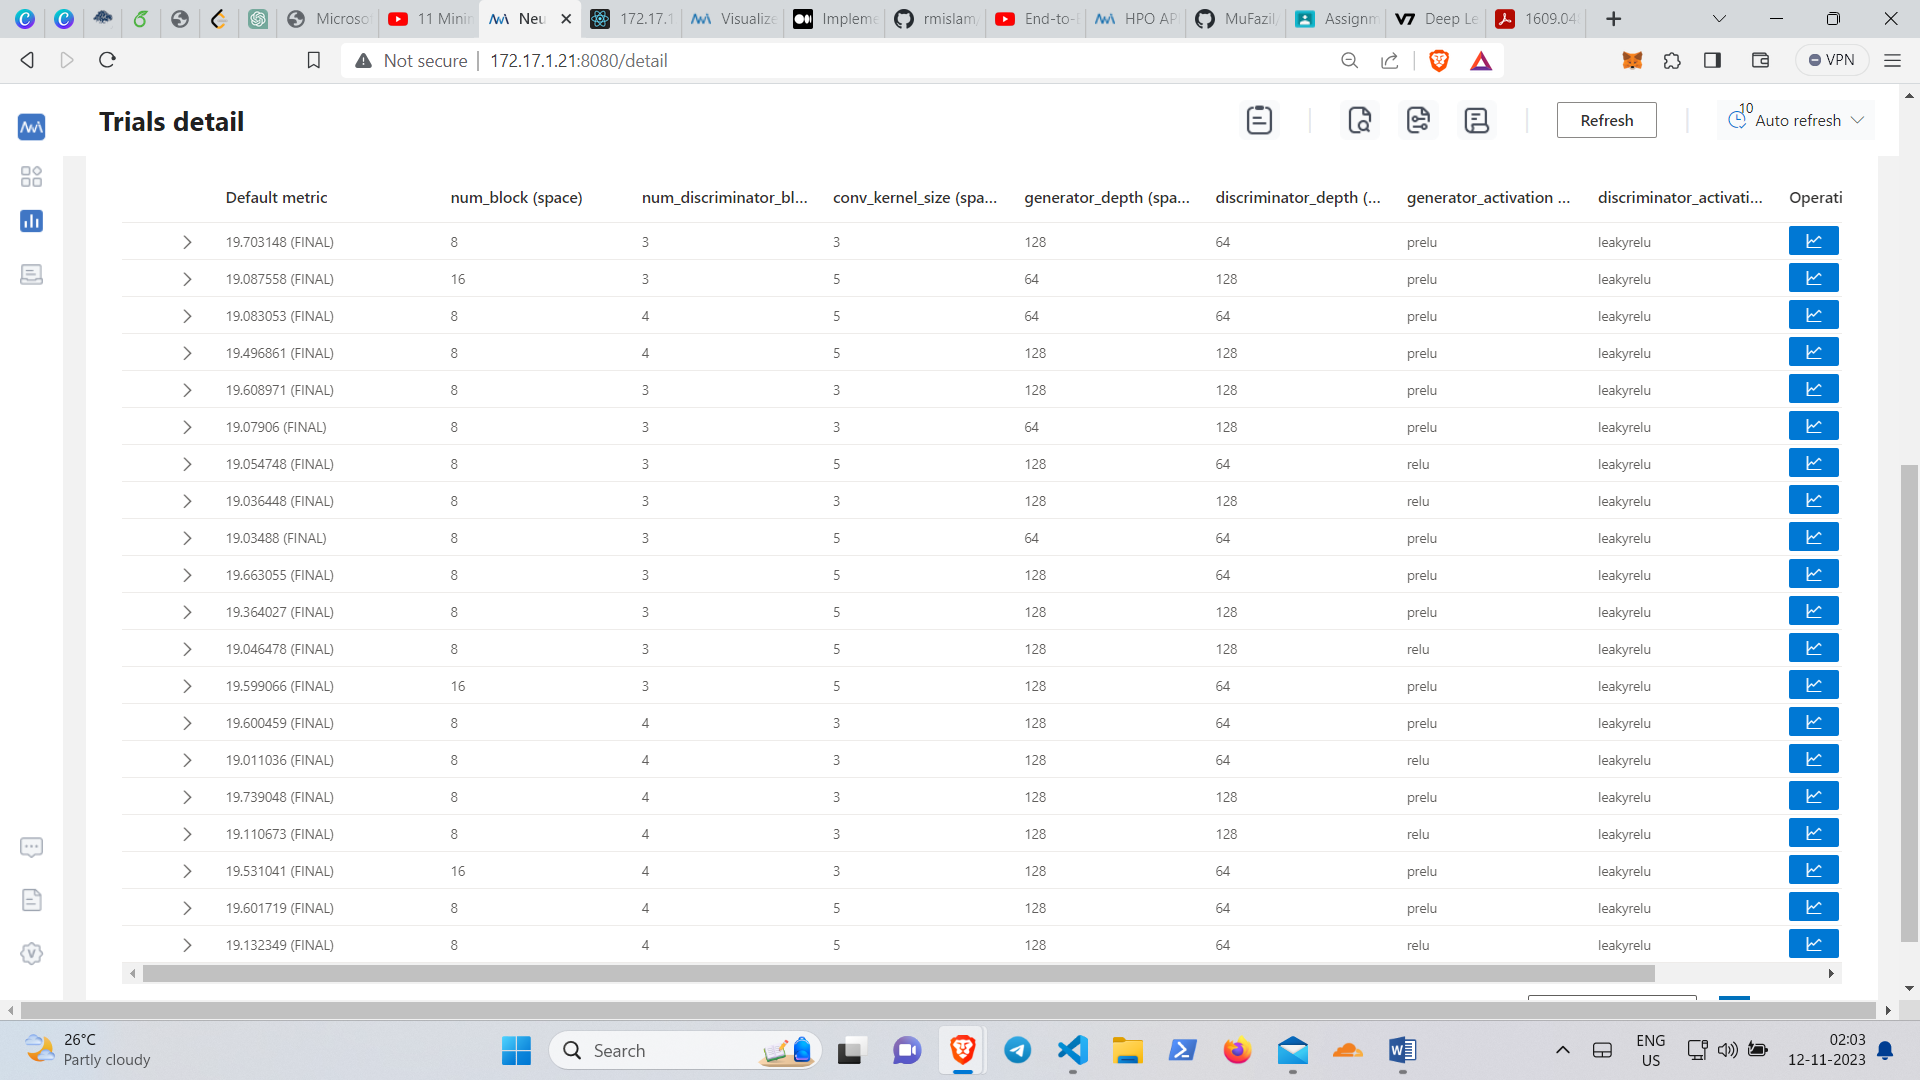 Microso
11 Minin
Neu
172.17.1
Visualize
Impleme
rmislam/
End-to-E
HPO AP
MuFazil/
Assignm
V7 Deep Le
1609.04
Not secure 172.17.1.21:8080/detail
VPN
Trials detail
Refresh
10
Auto refresh
Default metric num_block (space) num_discriminator_bl... conv_kernel_size (spa... generator_depth (spa... discriminator_depth (... generator_activation ... discriminator_activati... Operati
19.703148 (FINAL) 8 3 3 128 64 prelu leakyrelu
19.087558 (FINAL) 16 3 5 64 128 prelu leakyrelu
19.083053 (FINAL) 8 4 5 64 64 prelu leakyrelu
19.496861 (FINAL) 8 4 5 128 128 prelu leakyrelu
19.608971 (FINAL) 8 3 3 128 128 prelu leakyrelu
19.07906 (FINAL) 8 3 3 64 128 prelu leakyrelu
19.054748 (FINAL) 8 3 5 128 64 relu leakyrelu
19.036448 (FINAL) 8 3 3 128 128 relu leakyrelu
19.03488 (FINAL) 8 3 5 64 64 prelu leakyrelu
19.663055 (FINAL) 8 3 5 128 64 prelu leakyrelu
19.364027 (FINAL) 8 3 5 128 128 prelu leakyrelu
19.046478 (FINAL) 8 3 5 128 128 relu leakyrelu
19.599066 (FINAL) 16 3 5 128 64 prelu leakyrelu
19.600459 (FINAL) 8 4 3 128 64 prelu leakyrelu
19.011036 (FINAL) 8 4 3 128 64 relu leakyrelu
19.739048 (FINAL) 8 4 3 128 128 prelu leakyrelu
19.110673 (FINAL) 8 4 3 128 128 relu leakyrelu
19.531041 (FINAL) 16 4 3 128 64 prelu leakyrelu
19.601719 (FINAL) 8 4 5 128 64 prelu leakyrelu
19.132349 (FINAL) 8 4 5 128 64 relu leakyrelu
26°C
Partly cloudy
Search
ENG
US
02:03
12-11-2023